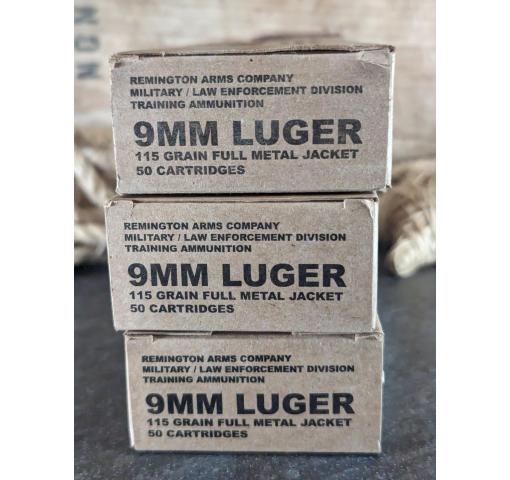 REMINGTON ARMS COMPANY
MILITARY / LAW ENFORCEMENT DIVISION
TRAINING AMMUNITION
9MM LUGER
115 GRAIN FULL METAL JACKET
50 CARTRIDGES
REMINGTON ARMS COMPANY
MILITARY / LAW ENFORCEMENT DIVISION
TRAINING AMMUNITION
9MM LUGER
115 GRAIN FULL METAL JACKET
50 CARTRIDGES
REMINGTON ARMS COMPANY
MILITARY / LAW ENFORCEMENT DIVISION
TRAINING AMMUNITION
9MM LUGER
115 GRAIN FULL METAL JACKET
50 CARTRIDGES